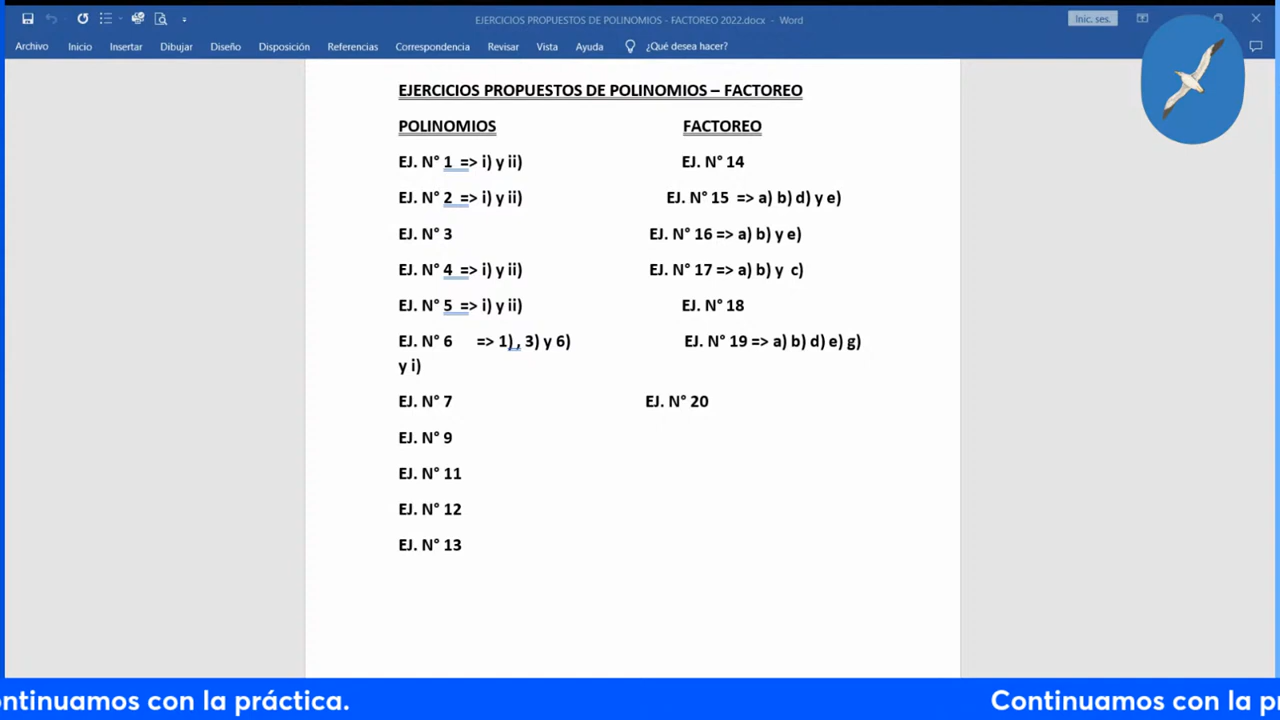 EJERCICIOS PROPUESTOS DE POLINOMIOS - FACTOREO 2022.docx - Word
Inic. ses.
Archivo Inicio Insertar Dibujar Diseño Disposición Referencias Correspondencia Revisar Vista Ayuda ¿Qué desea hacer?
EJERCICIOS PROPUESTOS DE POLINOMIOS – FACTOREO
POLINOMIOS FACTOREO
EJ. N° 1 => i) y ii) EJ. N° 14
EJ. N° 2 => i) y ii) EJ. N° 15 => a) b) d) y e)
EJ. N° 3 EJ. N° 16 => a) b) y e)
EJ. N° 4 => i) y ii) EJ. N° 17 => a) b) y c)
EJ. N° 5 => i) y ii) EJ. N° 18
EJ. N° 6 => 1) , 3) y 6) EJ. N° 19 => a) b) d) e) g)
y i)
EJ. N° 7 EJ. N° 20
EJ. N° 9
EJ. N° 11
EJ. N° 12
EJ. N° 13
ontinuamos con la práctica. Continuamos con la pr